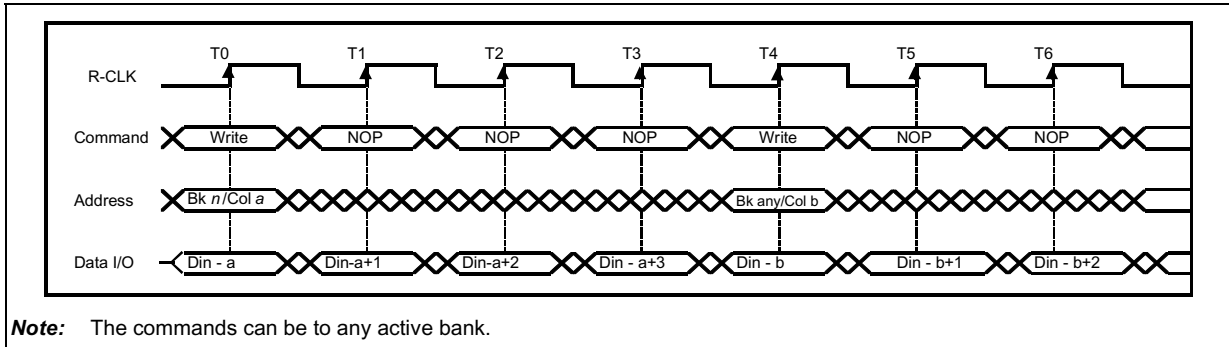 T0 T1 T2 T3 T4 T5 T6
R-CLK
Command Write NOP NOP NOP Write NOP NOP
Address Bk n/Col a Bk any/Col b
Data I/O Din - a Din-a+1 Din-a+2 Din - a+3 Din - b Din - b+1 Din - b+2
Note: The commands can be to any active bank.